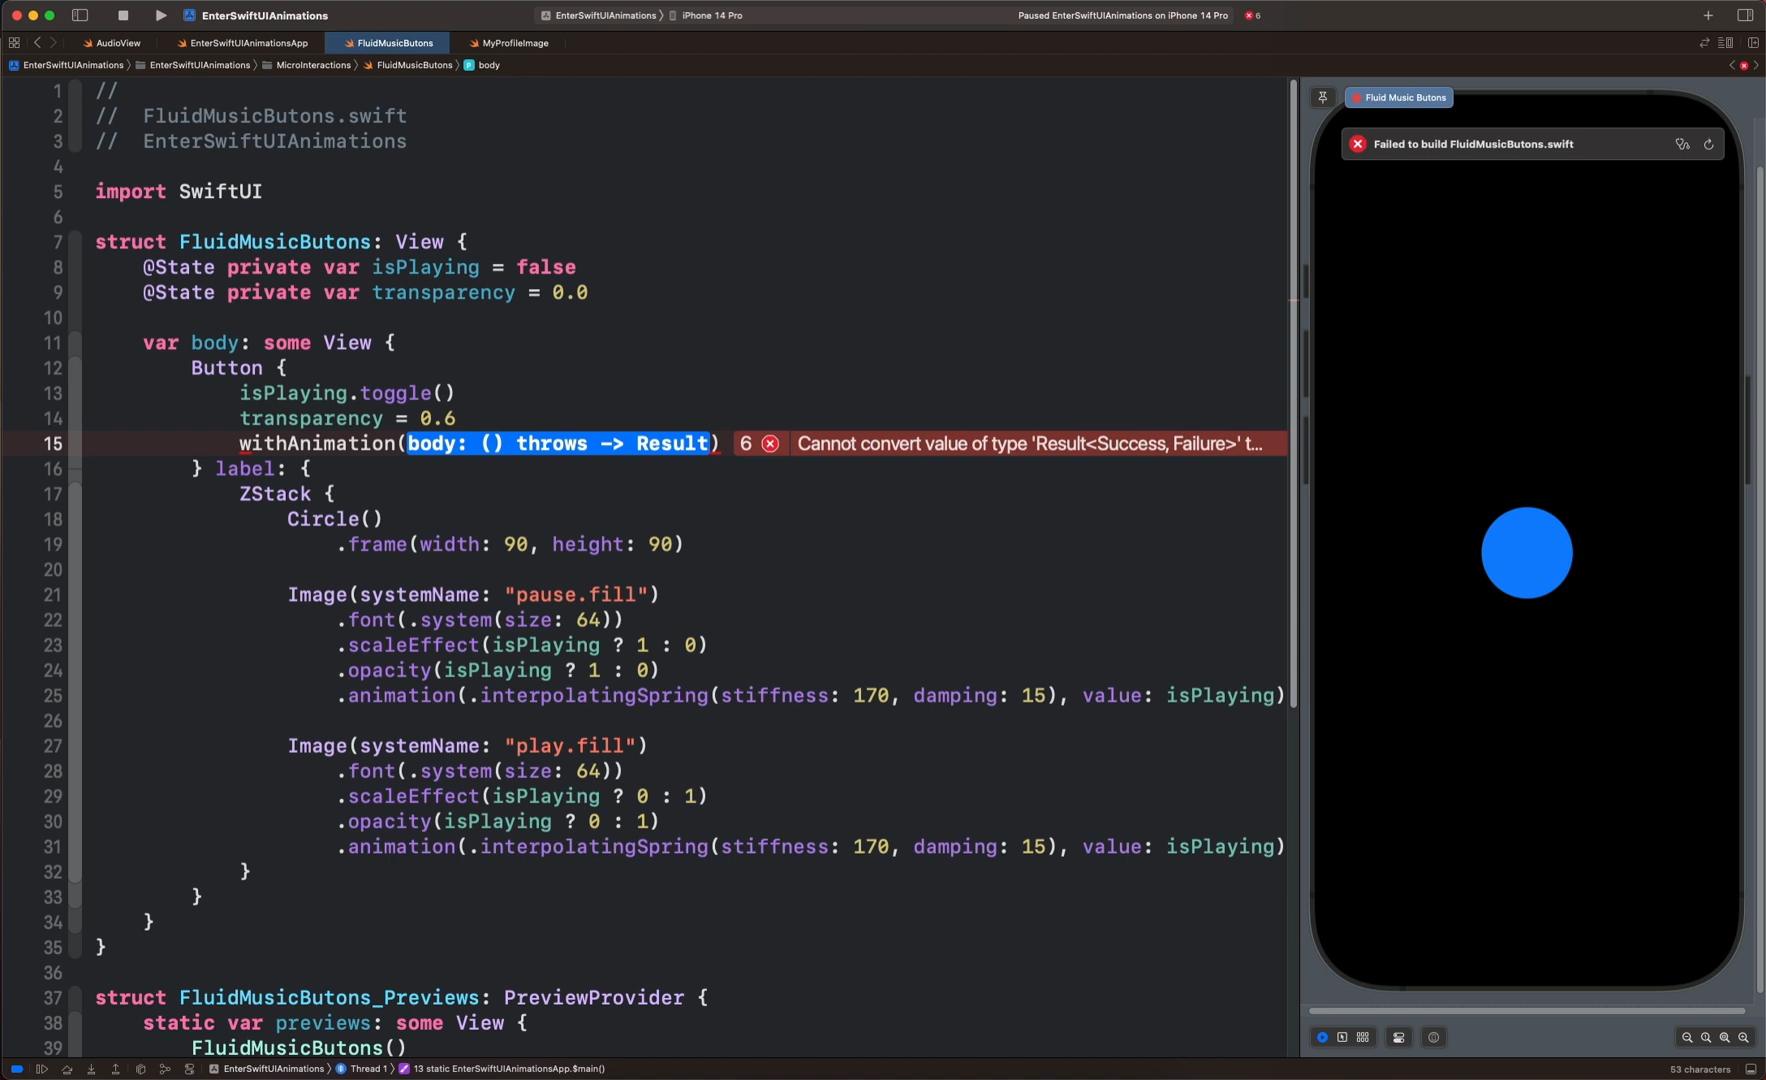 EnterSwiftUIAnimations
EnterSwiftUIAnimations 〉 iPhone 14 Pro
Paused EnterSwiftUIAnimations on iPhone 14 Pro
6
AudioView
EnterSwiftUIAnimationsApp
FluidMusicButons
MyProfileImage
EnterSwiftUIAnimations 〉 EnterSwiftUIAnimations 〉 MicroInteractions 〉 FluidMusicButons 〉 body
1 //
2 //  FluidMusicButons.swift
3 //  EnterSwiftUIAnimations
4
5 import SwiftUI
6
7 struct FluidMusicButons: View {
8     @State private var isPlaying = false
9     @State private var transparency = 0.0
10
11     var body: some View {
12         Button {
13             isPlaying.toggle()
14             transparency = 0.6
15             withAnimation(body: () throws -> Result) 6 Cannot convert value of type 'Result<Success, Failure>' t...
16         } label: {
17             ZStack {
18                 Circle()
19                     .frame(width: 90, height: 90)
20
21                 Image(systemName: "pause.fill")
22                     .font(.system(size: 64))
23                     .scaleEffect(isPlaying ? 1 : 0)
24                     .opacity(isPlaying ? 1 : 0)
25                     .animation(.interpolatingSpring(stiffness: 170, damping: 15), value: isPlaying)
26
27                 Image(systemName: "play.fill")
28                     .font(.system(size: 64))
29                     .scaleEffect(isPlaying ? 0 : 1)
30                     .opacity(isPlaying ? 0 : 1)
31                     .animation(.interpolatingSpring(stiffness: 170, damping: 15), value: isPlaying)
32             }
33         }
34     }
35 }
36
37 struct FluidMusicButons_Previews: PreviewProvider {
38     static var previews: some View {
39         FluidMusicButons()
Fluid Music Butons
Failed to build FluidMusicButons.swift
EnterSwiftUIAnimations 〉 Thread 1 〉 13 static EnterSwiftUIAnimationsApp.$main()
53 characters